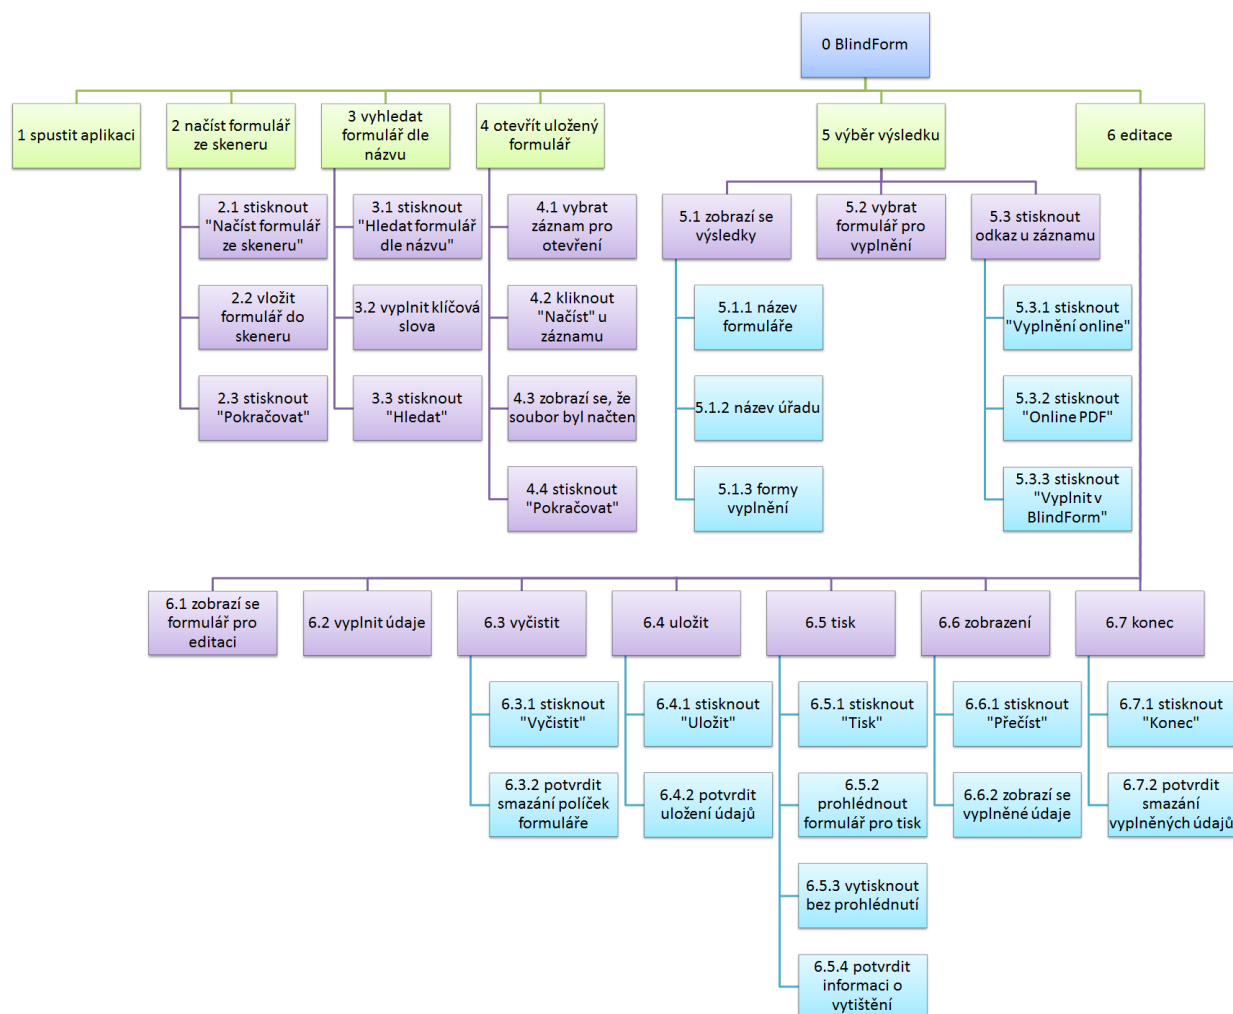 0 BlindForm
1 spustit aplikaci
2 načíst formulář
ze skeneru
3 vyhledat
formulář dle
názvu
4 otevřít uložený
formulář
5 výběr výsledku
6 editace
2.1 stisknout
"Načíst formulář
ze skeneru"
2.2 vložit
formulář do
skeneru
2.3 stisknout
"Pokračovat"
3.1 stisknout
"Hledat formulář
dle názvu"
3.2 vyplnit klíčová
slova
3.3 stisknout
"Hledat"
4.1 vybrat
záznam pro
otevření
4.2 kliknout
"Načíst" u
záznamu
4.3 zobrazí se, že
soubor byl načten
4.4 stisknout
"Pokračovat"
5.1 zobrazí se
výsledky
5.1.1 název
formuláře
5.1.2 název úřadu
5.1.3 formy
vyplnění
5.2 vybrat
formulář pro
vyplnění
5.3 stisknout
odkaz u záznamu
5.3.1 stisknout
"Vyplnění online"
5.3.2 stisknout
"Online PDF"
5.3.3 stisknout
"Vyplnit v
BlindForm"
6.1 zobrazí se
formulář pro
editaci
6.2 vyplnit údaje
6.3 vyčistit
6.3.1 stisknout
"Vyčistit"
6.3.2 potvrdit
smazání políček
formuláře
6.4 uložit
6.4.1 stisknout
"Uložit"
6.4.2 potvrdit
uložení údajů
6.5 tisk
6.5.1 stisknout
"Tisk"
6.5.2
prohlédnout
formulář pro tisk
6.5.3 vytisknout
bez prohlédnutí
6.5.4 potvrdit
informaci o
vytištění
6.6 zobrazení
6.6.1 stisknout
"Přečíst"
6.6.2 zobrazí se
vyplněné údaje
6.7 konec
6.7.1 stisknout
"Konec"
6.7.2 potvrdit
smazání
vyplněných údajů